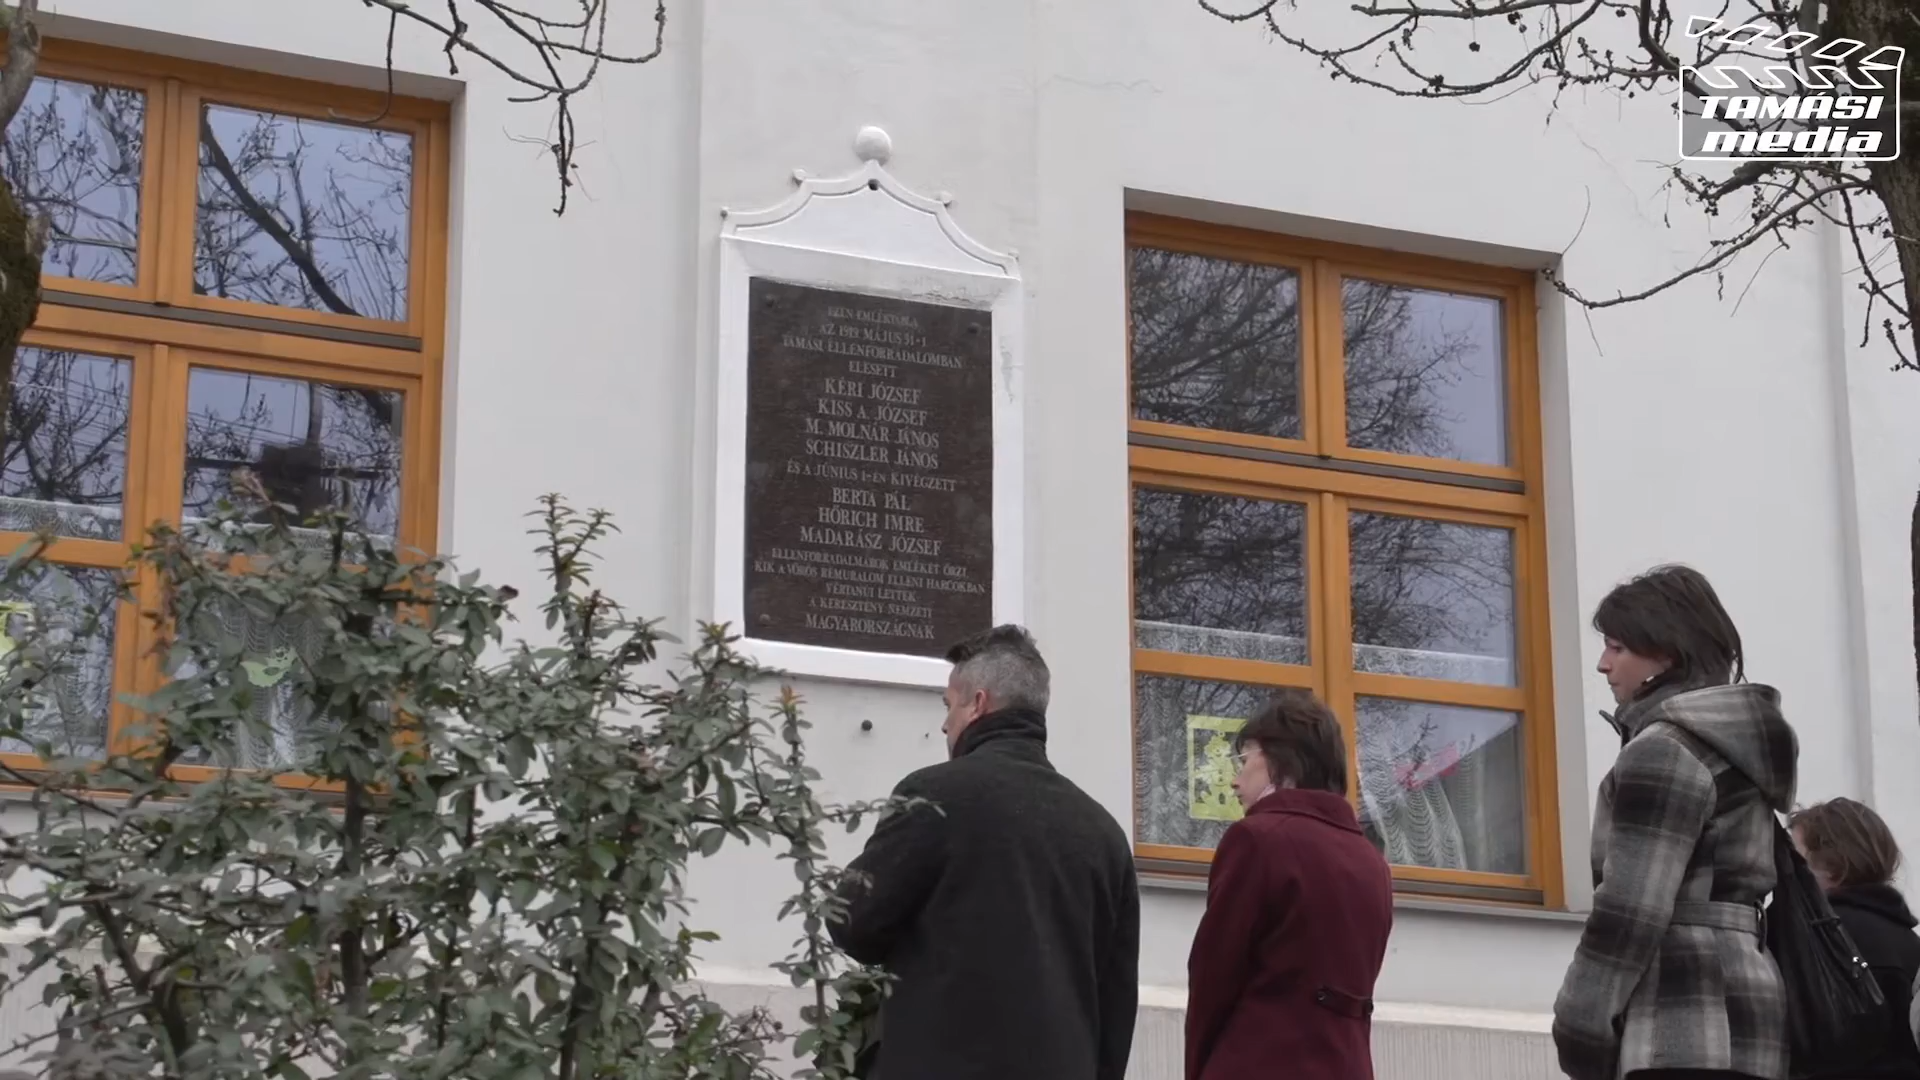 EZEN EMLÉKTÁBLA
AZ 1919. MÁJUS 31-I
TAMÁSI ELLENFORRADALOMBAN
ELESETT
KÉRI JÓZSEF
KISS A. JÓZSEF
M. MOLNÁR JÁNOS
SCHISZLER JÁNOS
ÉS A JÚNIUS 1-ÉN KIVÉGZETT
BERTA PÁL
HŐRICH IMRE
MADARÁSZ JÓZSEF
ELLENFORRADALMÁROK EMLÉKÉT ŐRZI,
KIK A VÖRÖS RÉMURALOM ELLENI HARCOKBAN
VÉRTANUI LETTEK
A KERESZTÉNY NEMZETI
MAGYARORSZÁGNAK
TAMÁSI
media